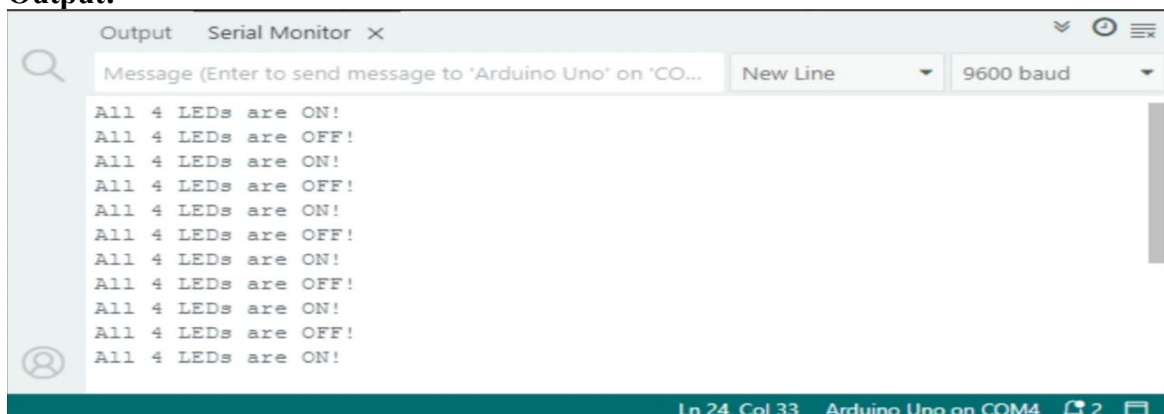 Output:
Output Serial Monitor ×
Message (Enter to send message to 'Arduino Uno' on 'CO... New Line 9600 baud
All 4 LEDs are ON!
All 4 LEDs are OFF!
All 4 LEDs are ON!
All 4 LEDs are OFF!
All 4 LEDs are ON!
All 4 LEDs are OFF!
All 4 LEDs are ON!
All 4 LEDs are OFF!
All 4 LEDs are ON!
All 4 LEDs are OFF!
All 4 LEDs are ON!
Ln 24, Col 33 Arduino Uno on COM4 2